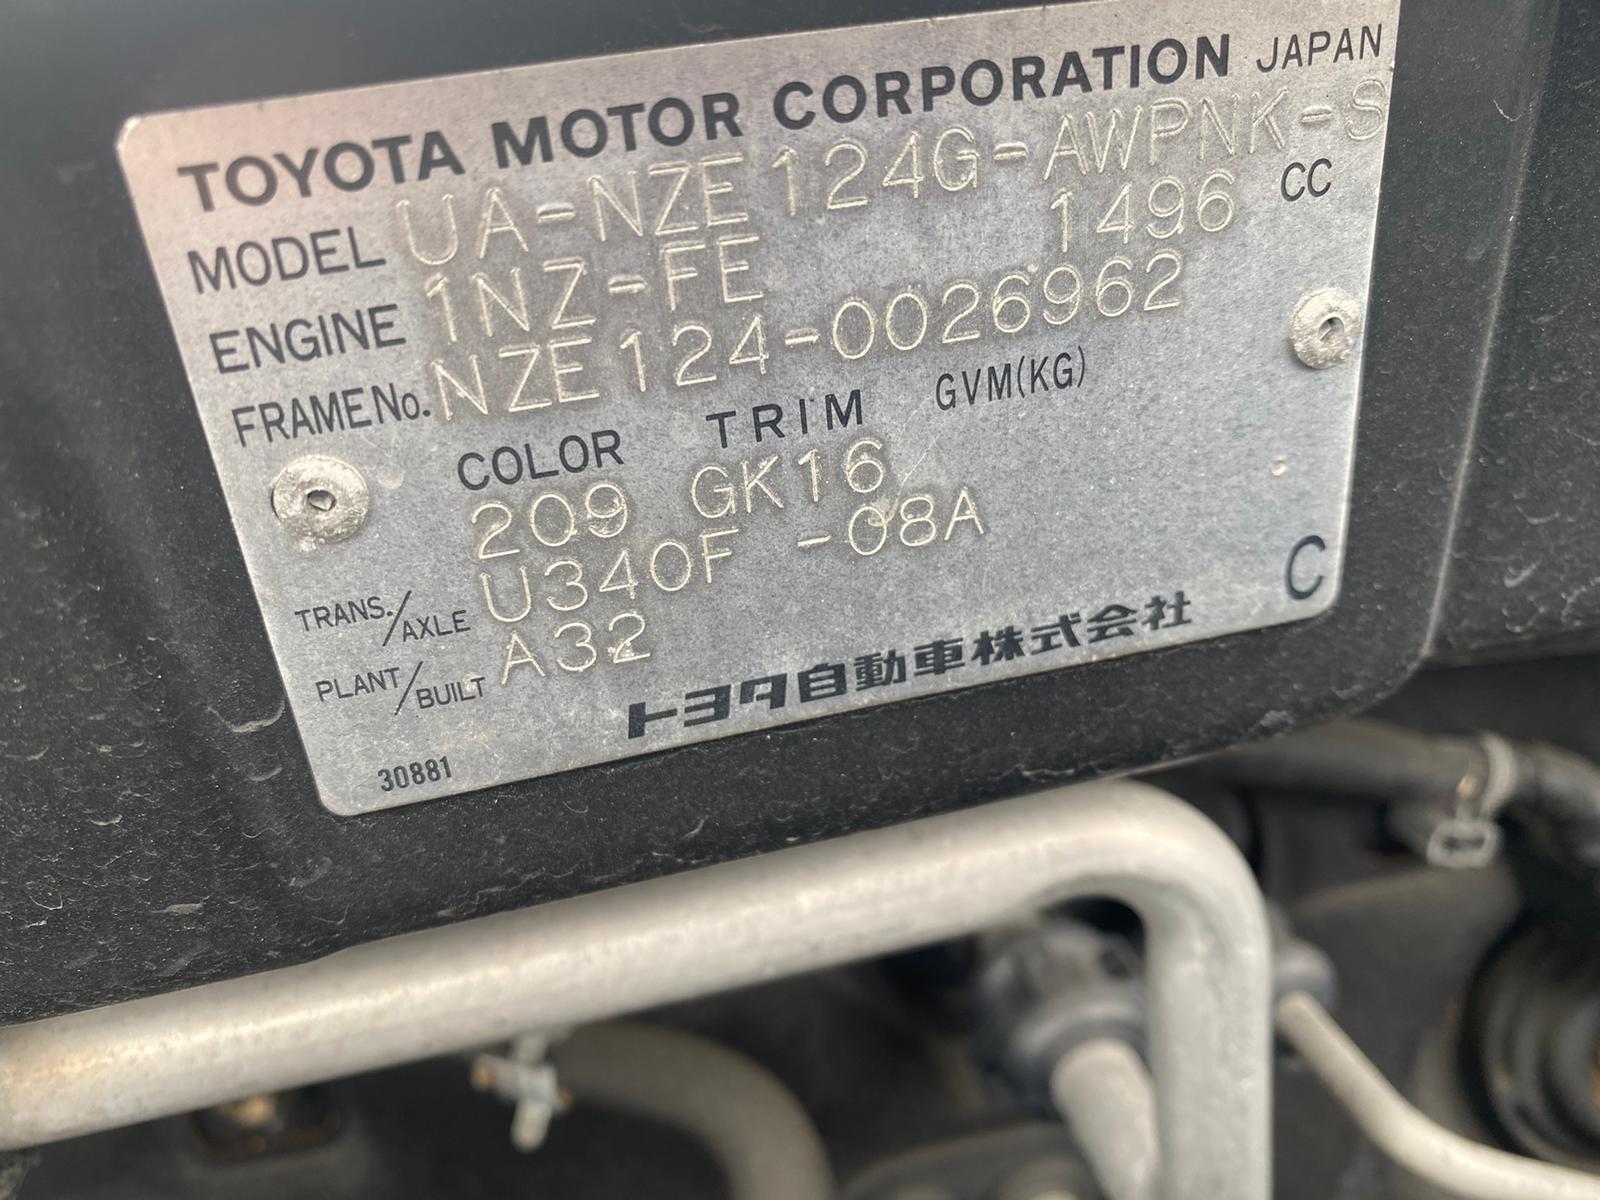 TOYOTA MOTOR CORPORATION JAPAN
MODEL UA-NZE124G-AWPNK-S
ENGINE 1NZ-FE 1496 CC
FRAME No. NZE124-0026962
COLOR TRIM GVM(KG)
209 GK16
TRANS./AXLE U340F -08A
PLANT/BUILT A32
C
トヨタ自動車株式会社
30881